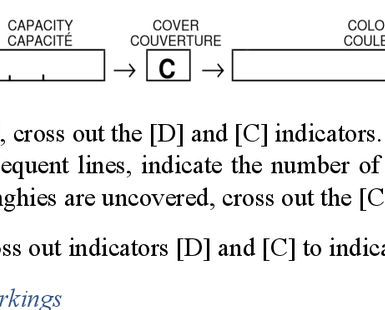 CAPACITY COVER COLO
CAPACITÉ COUVERTURE COULE
→ C →
, cross out the [D] and [C] indicators.
equent lines, indicate the number of
nghies are uncovered, cross out the [C
ss out indicators [D] and [C] to indica
rkings